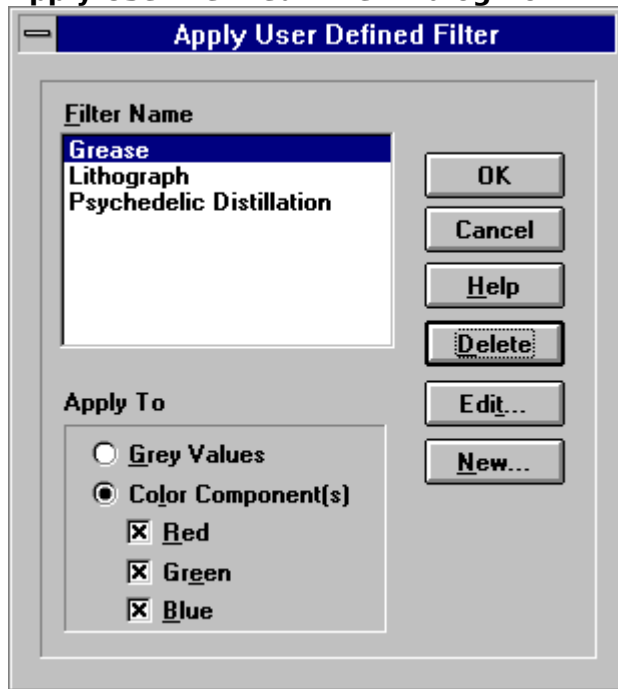 Apply User Defined Filter
Filter Name
Grease
Lithograph
Psychedelic Distillation
OK
Cancel
Help
Delete
Edit...
New...
Apply To
Grey Values
Color Component(s)
Red
Green
Blue